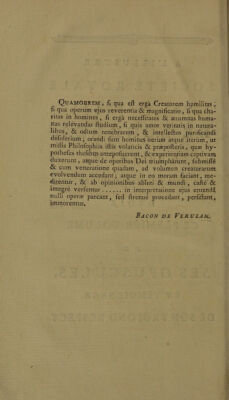 QUAMOBREM, si qua est ergà Creatorem humilitas,
si qua operum ejus reverentia & magnificatio, si qua cha-
ritas in homines, si ergà necessitates & ærumnas huma-
nas relevandas studium, si quis amor veritatis in natura-
libus, & odium tenebrarum, & intellectûs purificandi
desiderium; orandi sunt homines iterùm atque iterùm, ut
missis Philosophiis istis volaticis & præposteris, quæ hy-
potheses thesibus anteposuerunt, & experientiam captivam
duxerunt, atque de operibus Dei triumphârunt, submissè
& cum veneratione quadam, ad volumen creaturarum
evolvendum accedant, atque in eo moram faciant, me-
ditentur, & ab opinionibus abluti & mundi, castè &
integrè versentur ...... in interpretatione ejus eruendâ
nulli operæ parcant, sed strenuè procedant, persistant,
immorentur.
BACON DE VERULAM.